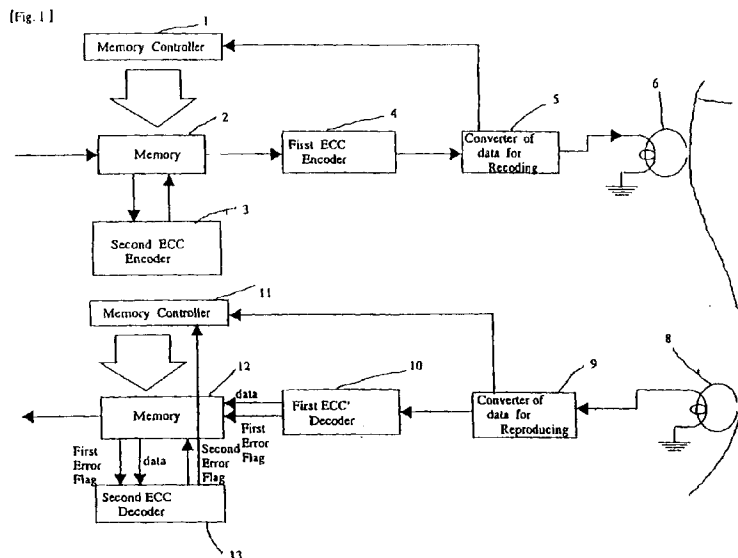 [Fig. 1]
1
Memory Controller
2
4
5
6
Memory
First ECC
Encoder
Converter of
data for
Recoding
3
Second ECC
Encoder
11
Memory Controller
12
10
9
8
data
Memory
First ECC'
Decoder
Converter of
data for
Reproducing
First
Error
Flag
First
Error
Flag
data
Second
Error
Flag
Second ECC
Decoder
13